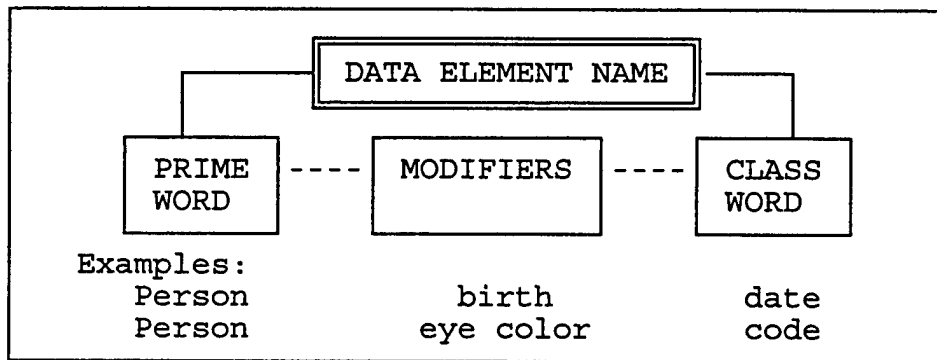 DATA ELEMENT NAME
PRIME WORD ---- MODIFIERS ---- CLASS WORD
Examples:
Person birth date
Person eye color code